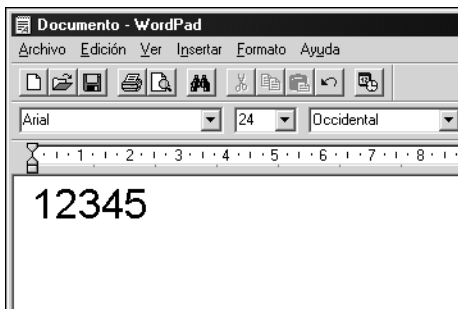 Documento - WordPad
Archivo Edición Ver Insertar Formato Ayuda
Arial 24 Occidental
1 2 3 4 5 6 7 8 9
12345